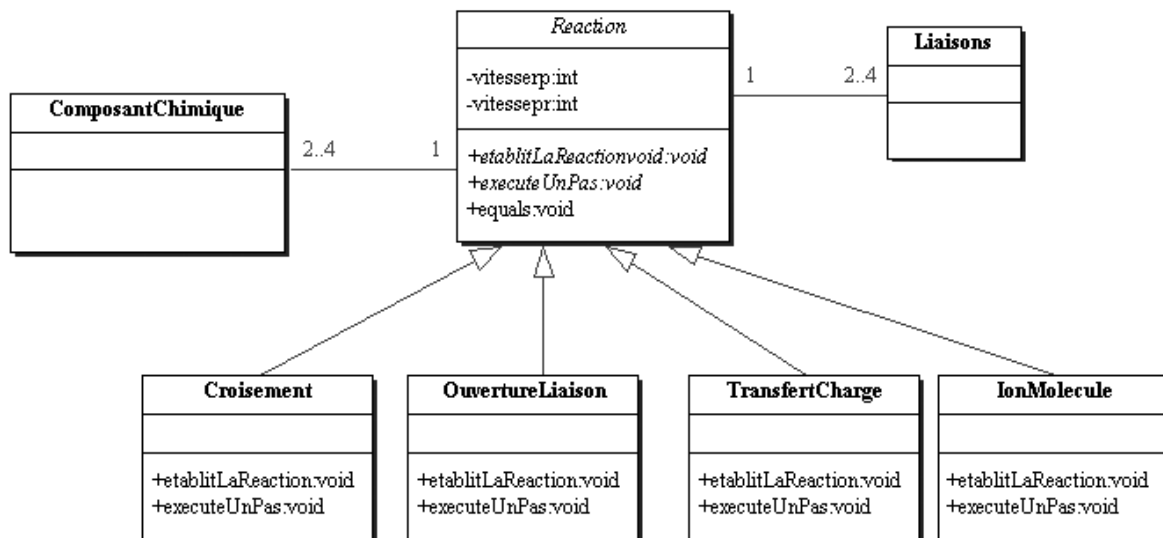 Reaction
-vitesserp:int
-vitessepr:int
+etablitLaReactionvoid:void
+executeUnPas:void
+equals:void
Liaisons
1
2..4
ComposantChimique
2..4
1
Croisement
+etablitLaReaction:void
+executeUnPas:void
OuvertureLiaison
+etablitLaReaction:void
+executeUnPas:void
TransfertCharge
+etablitLaReaction:void
+executeUnPas:void
IonMolecule
+etablitLaReaction:void
+executeUnPas:void